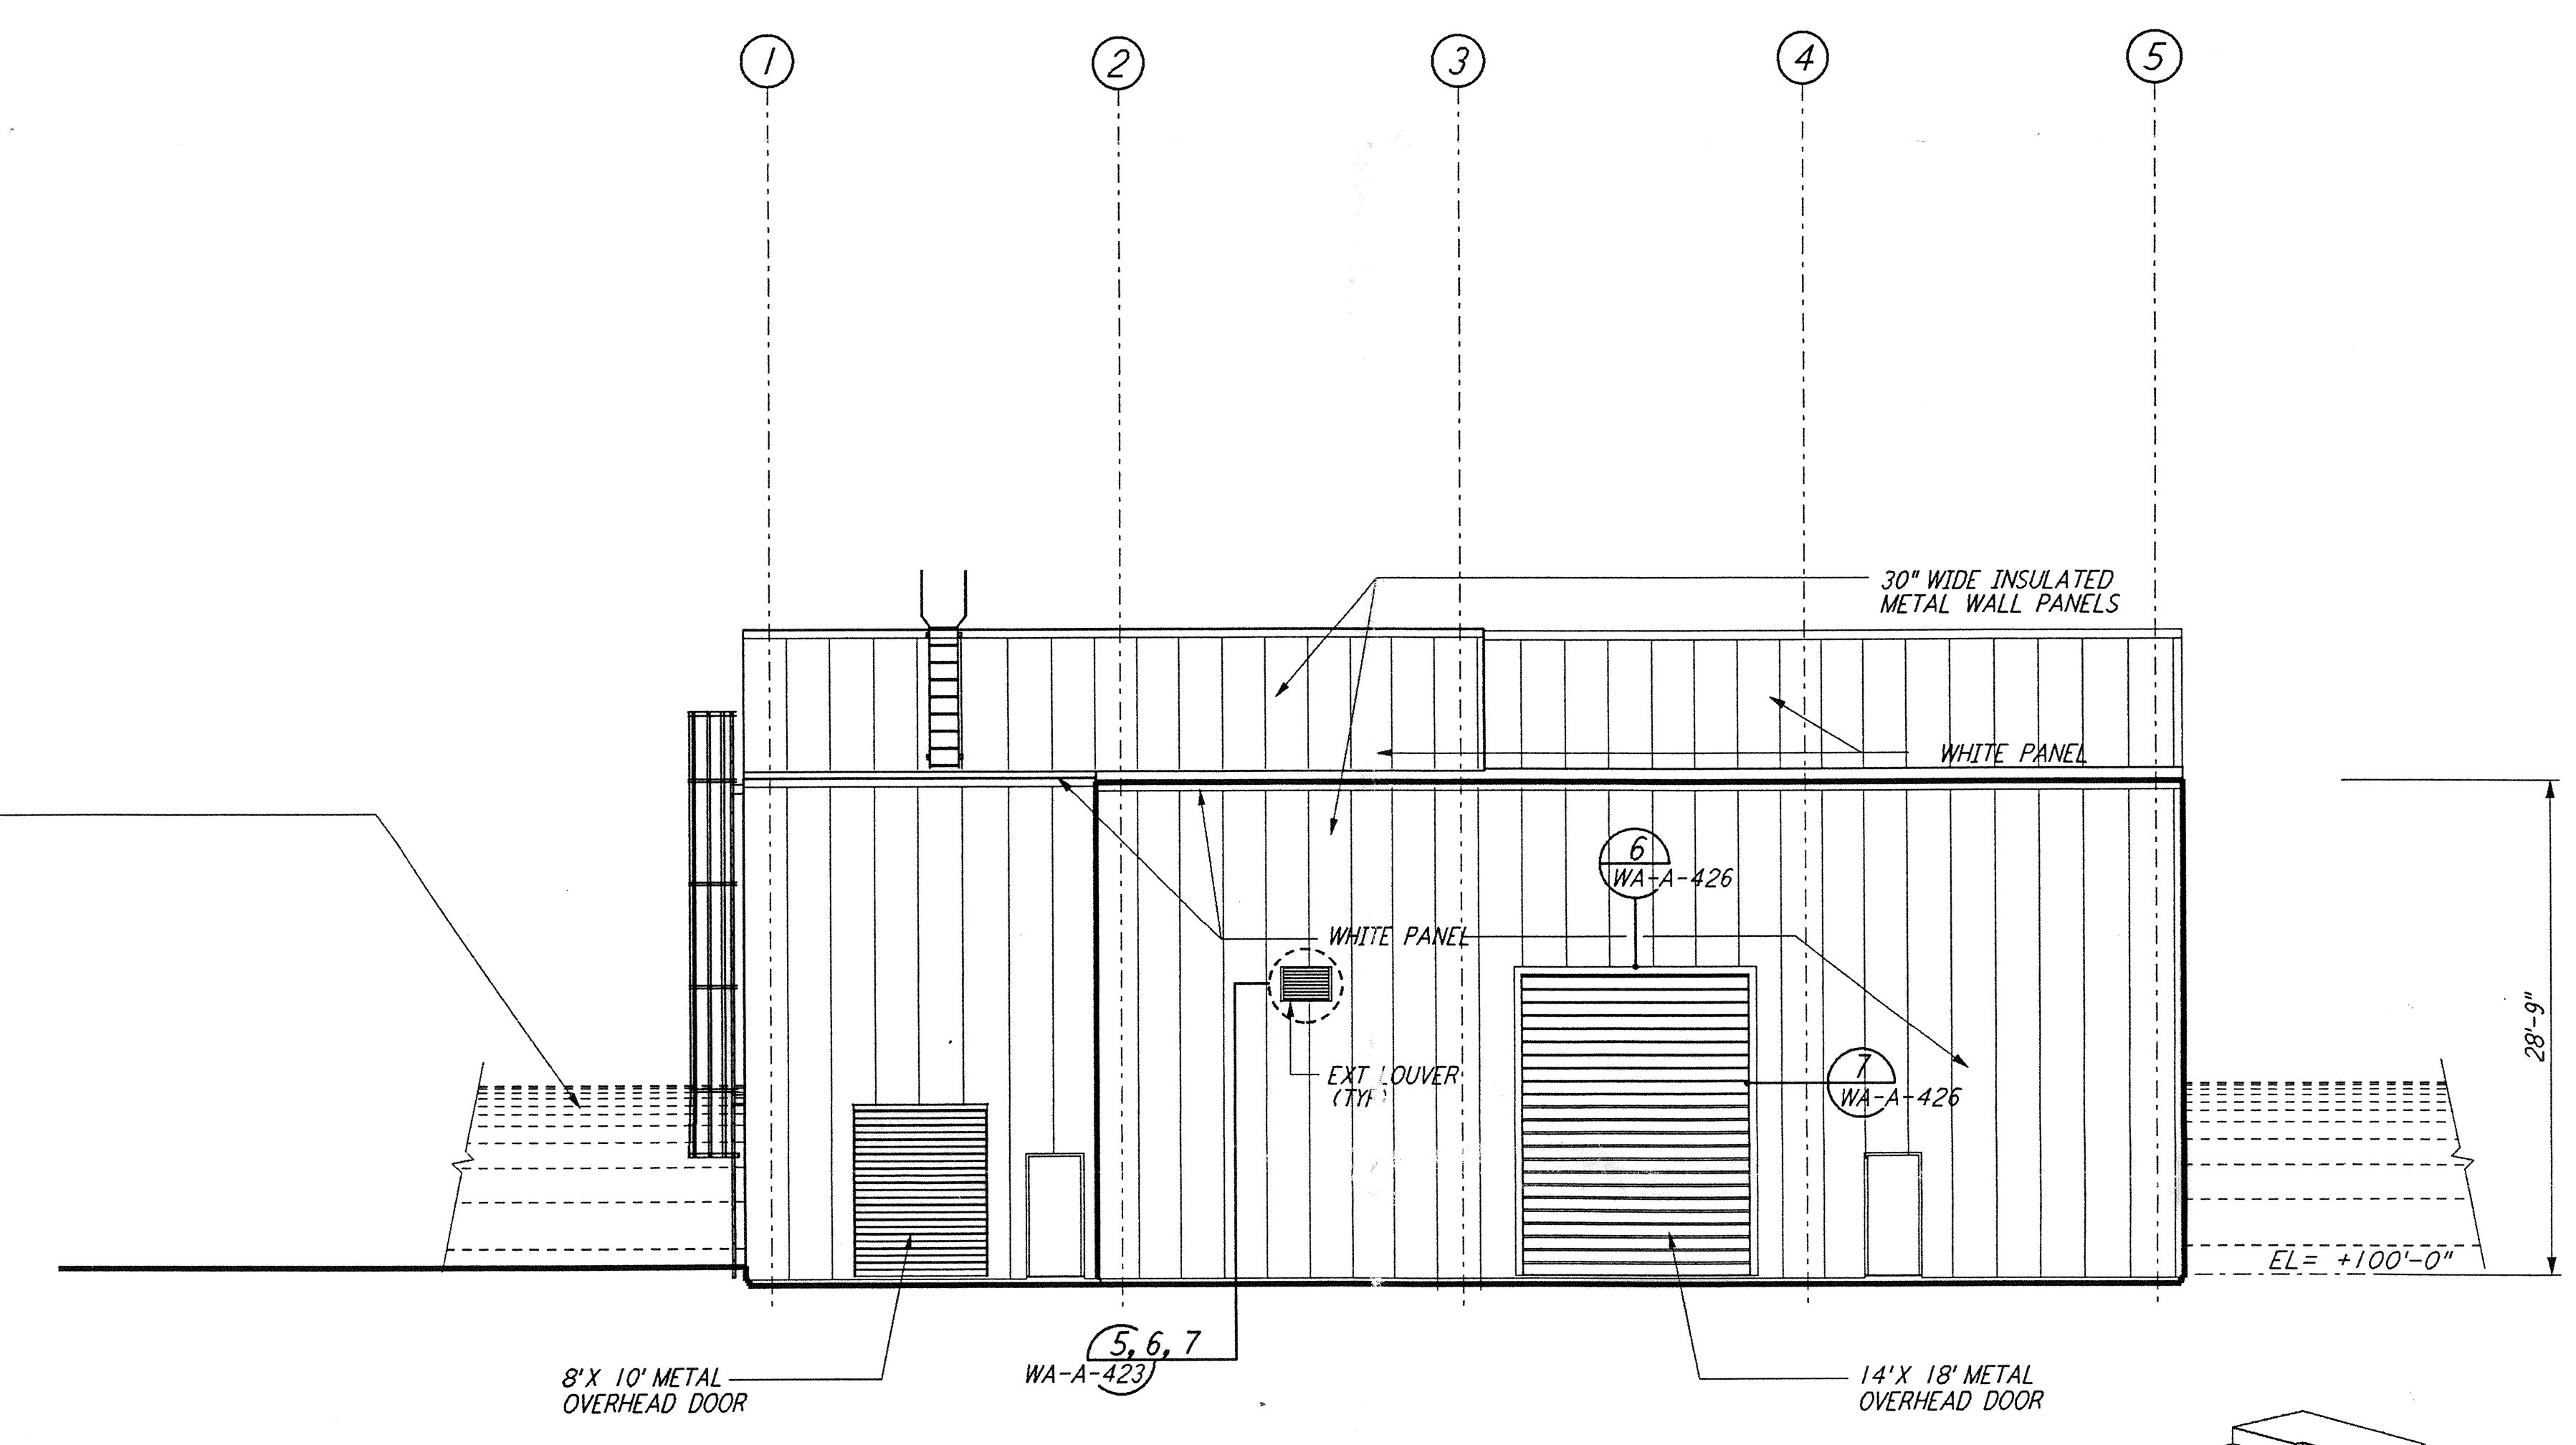 1
2
3
4
5
30" WIDE INSULATED
METAL WALL PANELS
WHITE PANEL
6
WA-A-426
WHITE PANEL
EXT LOUVER
(TYP)
7
WA-A-426
28'-9"
EL= +100'-0"
5, 6, 7
WA-A-423
8'X 10' METAL
OVERHEAD DOOR
14'X 18' METAL
OVERHEAD DOOR